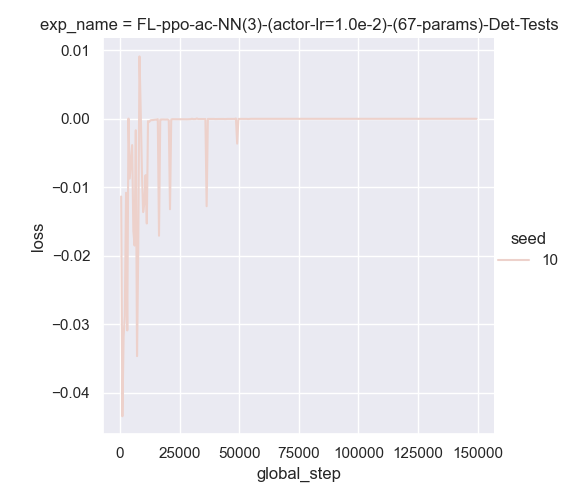 exp_name = FL-ppo-ac-NN(3)-(actor-lr=1.0e-2)-(67-params)-Det-Tests
0.01
0.00
−0.01
−0.02
−0.03
−0.04
loss
seed
10
0 25000 50000 75000 100000 125000 150000
global_step